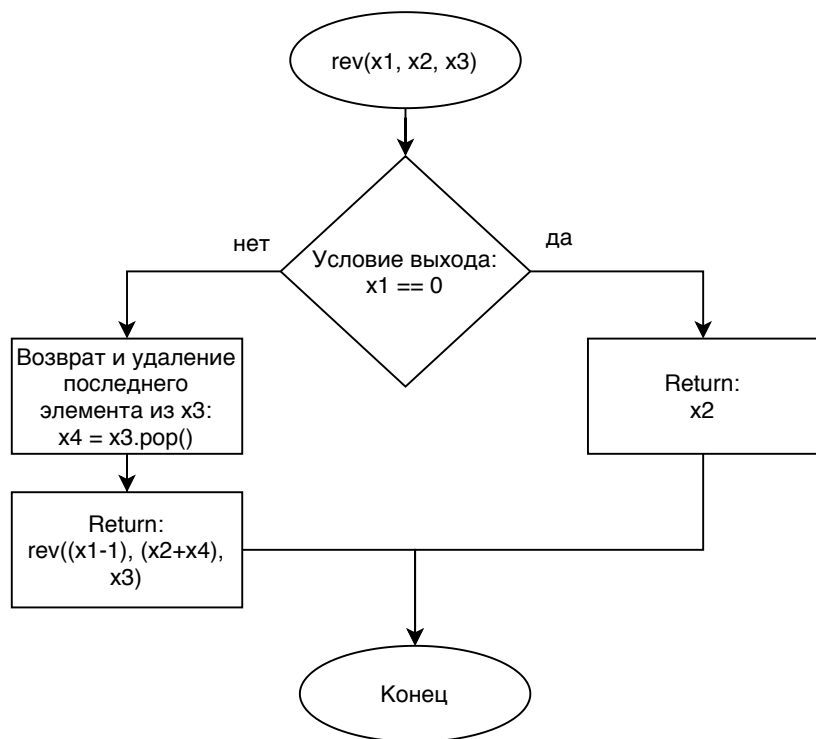 rev(x1, x2, x3)
нет
да
Условие выхода:
x1 == 0
Возврат и удаление
последнего
элемента из x3:
x4 = x3.pop()
Return:
x2
Return:
rev((x1-1), (x2+x4),
x3)
Конец